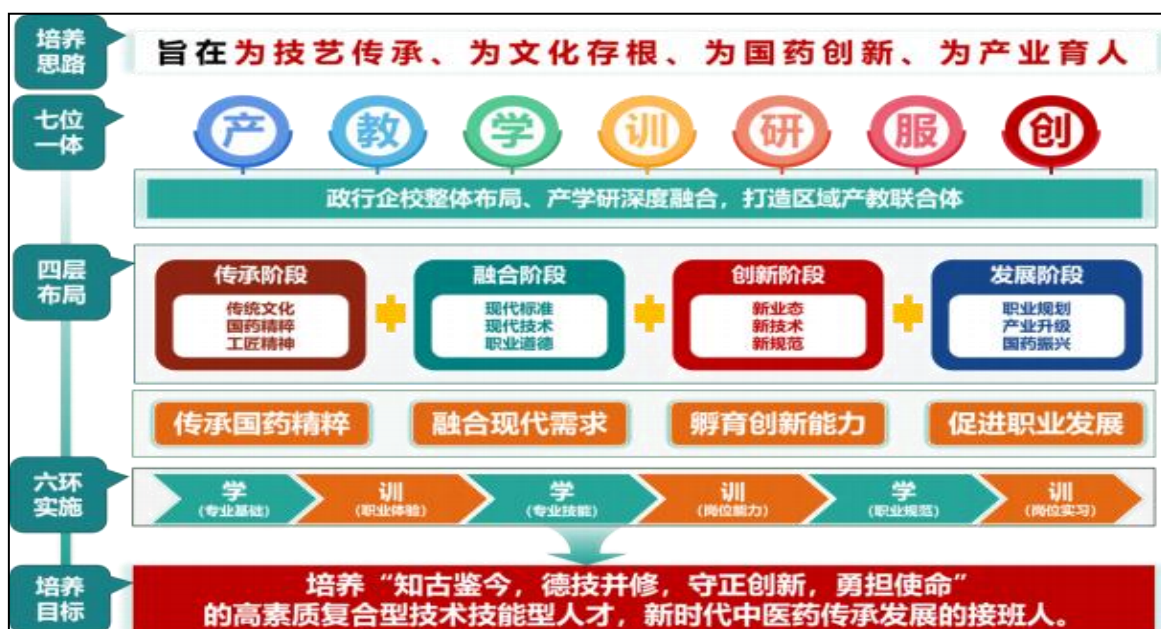 培养
思路
旨在为技艺传承、为文化存根、为国药创新、为产业育人
七位
一体
产 教 学 训 研 服 创
政行企校整体布局、产学研深度融合，打造区域产教联合体
四层
布局
传承阶段
传统文化
国药精粹
工匠精神
融合阶段
现代标准
现代技术
职业道德
创新阶段
新业态
新技术
新规范
发展阶段
职业规划
产业升级
国药振兴
传承国药精粹
融合现代需求
孵育创新能力
促进职业发展
六环
实施
学
(专业基础)
训
(职业体验)
学
(专业技能)
训
(岗位能力)
学
(职业规范)
训
(岗位实习)
培养
目标
培养“知古鉴今，德技并修，守正创新，勇担使命”
的高素质复合型技术技能型人才，新时代中医药传承发展的接班人。